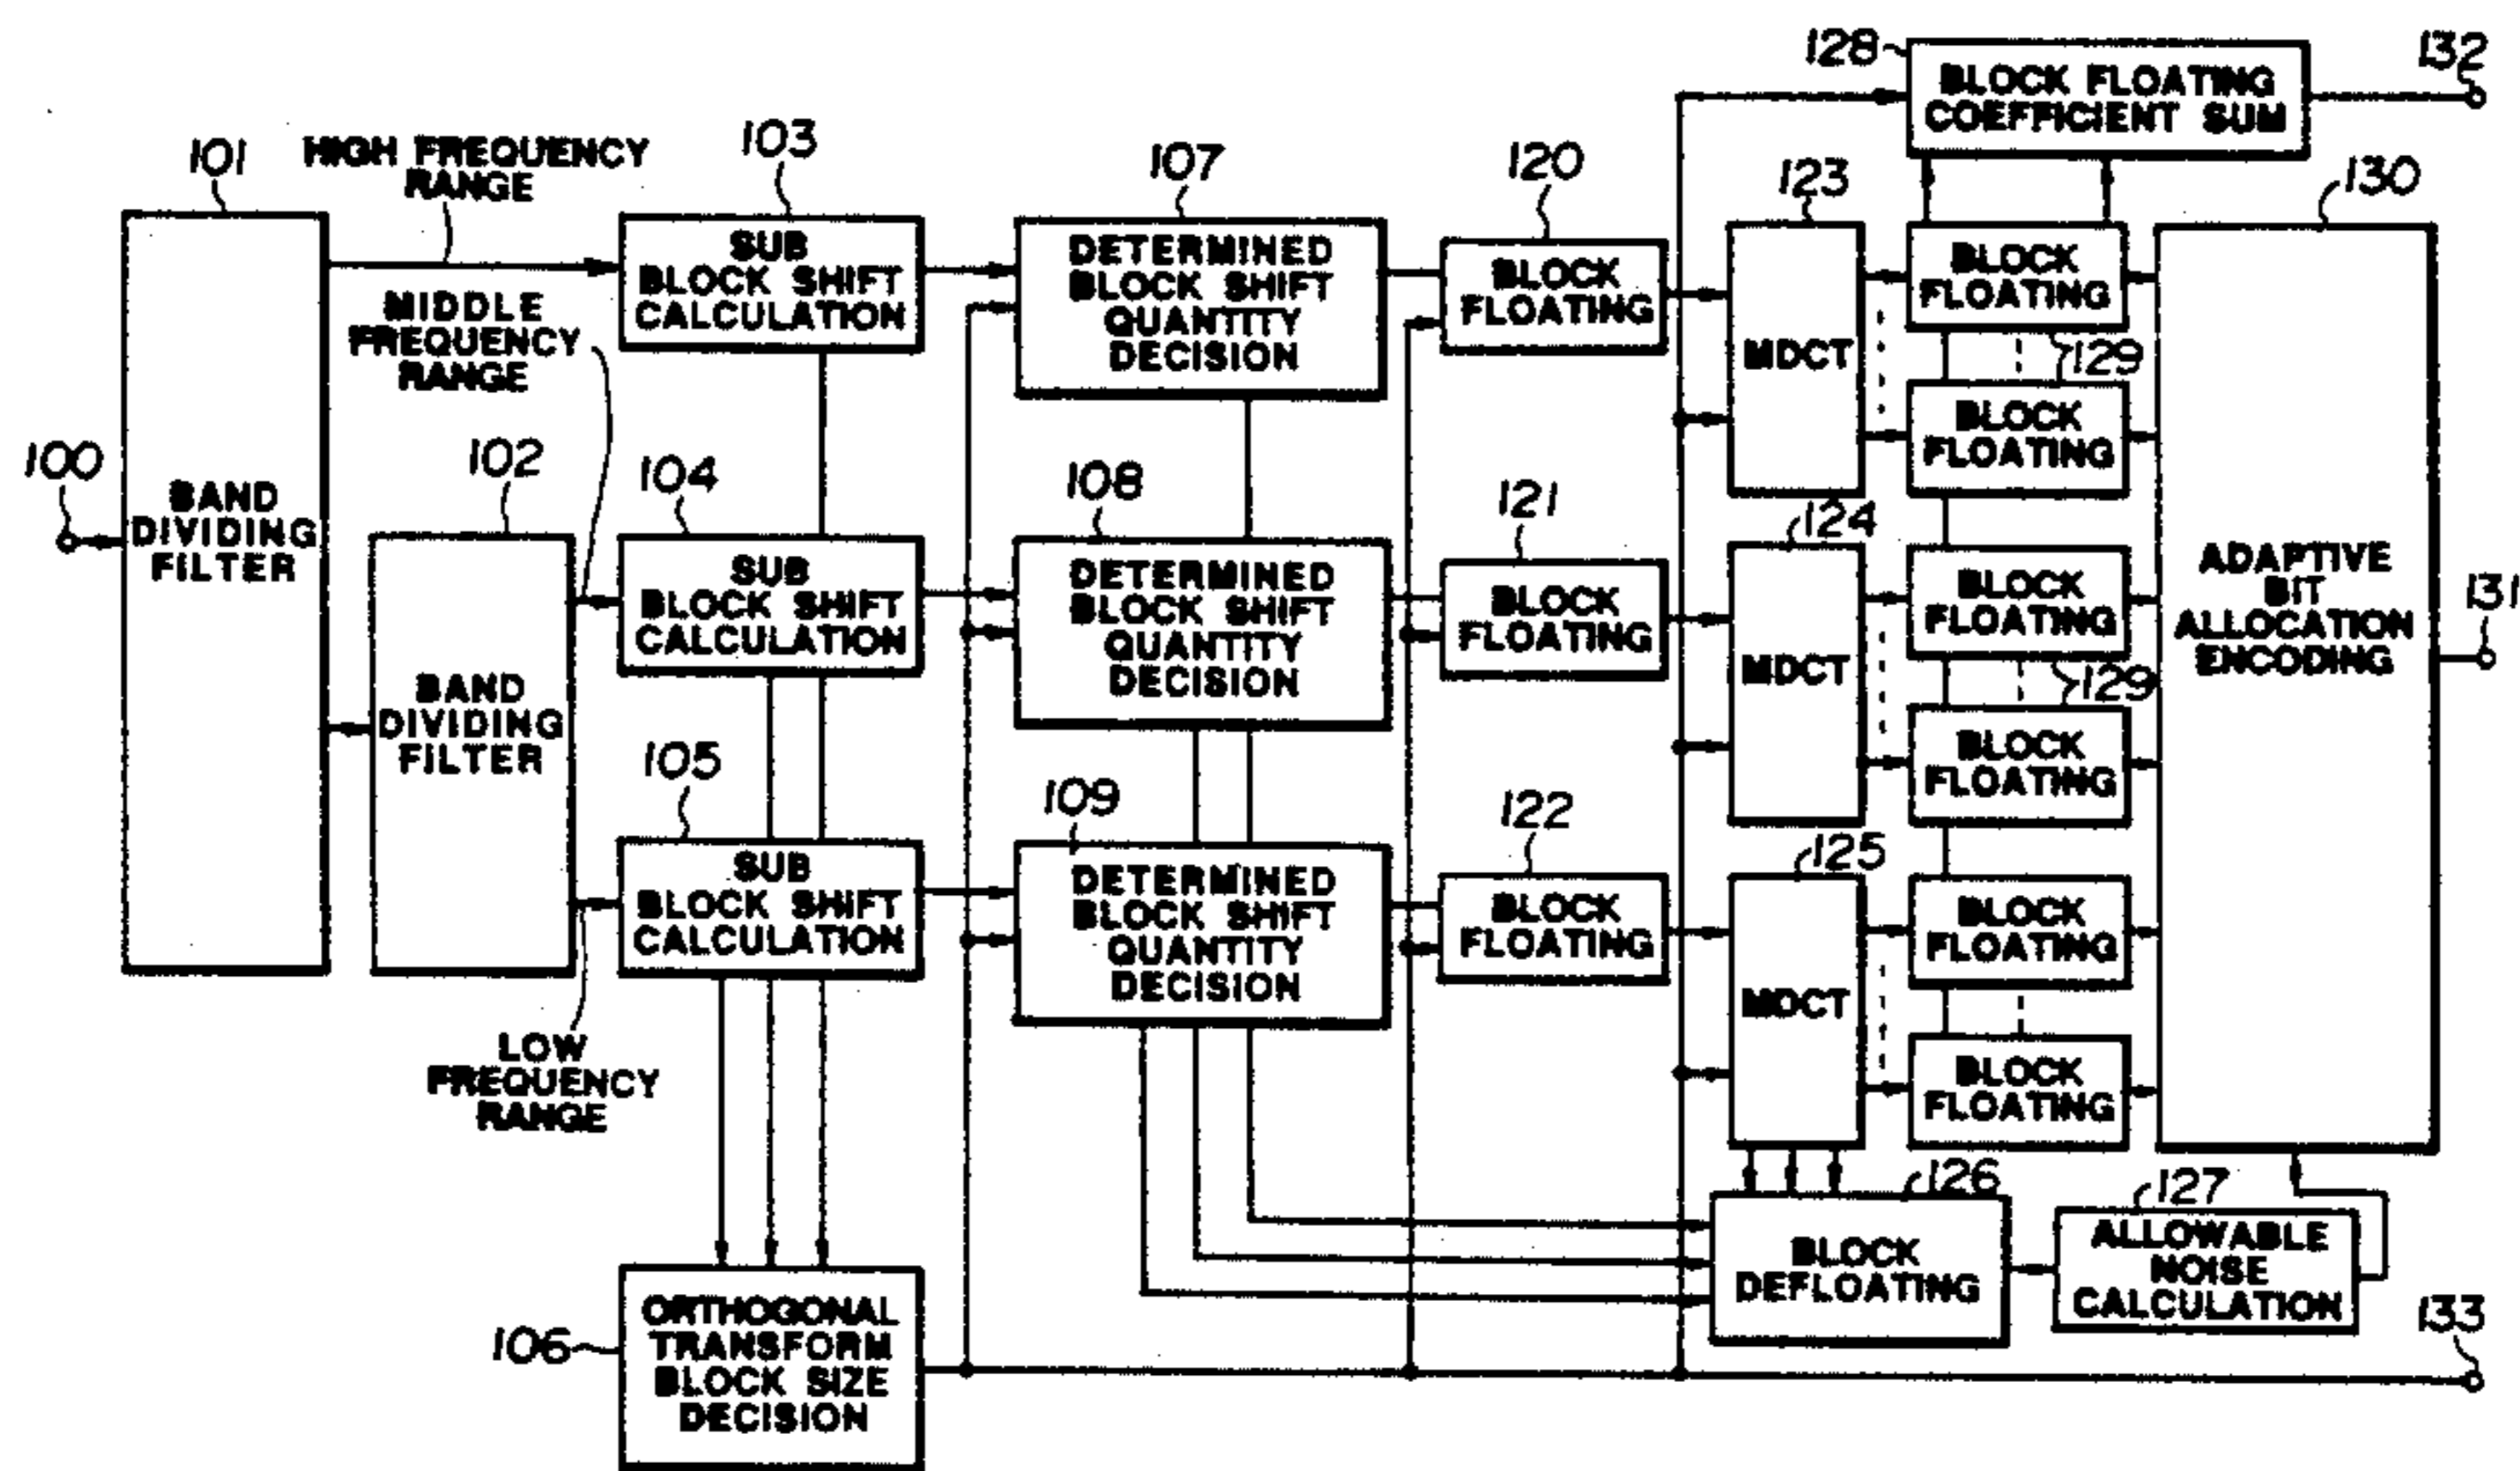 128
BLOCK FLOATING
COEFFICIENT SUM
132
101
HIGH FREQUENCY
RANGE
103
107
120
123
130
BAND
DIVIDING
FILTER
100
MIDDLE
FREQUENCY
RANGE
SUB
BLOCK SHIFT
CALCULATION
DETERMINED
BLOCK SHIFT
QUANTITY
DECISION
BLOCK
FLOATING
MDCT
BLOCK
FLOATING
129
BLOCK
FLOATING
102
BAND
DIVIDING
FILTER
104
SUB
BLOCK SHIFT
CALCULATION
108
DETERMINED
BLOCK SHIFT
QUANTITY
DECISION
121
BLOCK
FLOATING
124
MDCT
BLOCK
FLOATING
129
BLOCK
FLOATING
ADAPTIVE
BIT
ALLOCATION
ENCODING
131
105
SUB
BLOCK SHIFT
CALCULATION
LOW
FREQUENCY
RANGE
109
DETERMINED
BLOCK SHIFT
QUANTITY
DECISION
122
BLOCK
FLOATING
125
MDCT
BLOCK
FLOATING
BLOCK
FLOATING
126
BLOCK
DEFLOATING
127
ALLOWABLE
NOISE
CALCULATION
106
ORTHOGONAL
TRANSFORM
BLOCK SIZE
DECISION
133